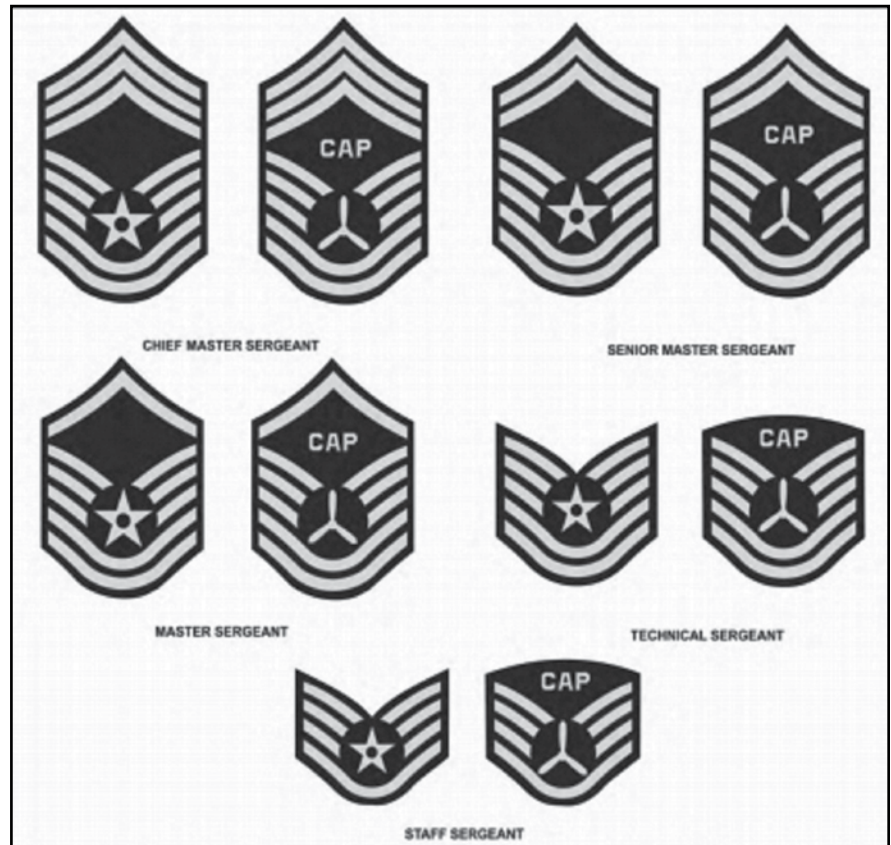 CAP
CAP
CHIEF MASTER SERGEANT
SENIOR MASTER SERGEANT
CAP
CAP
MASTER SERGEANT
TECHNICAL SERGEANT
CAP
STAFF SERGEANT